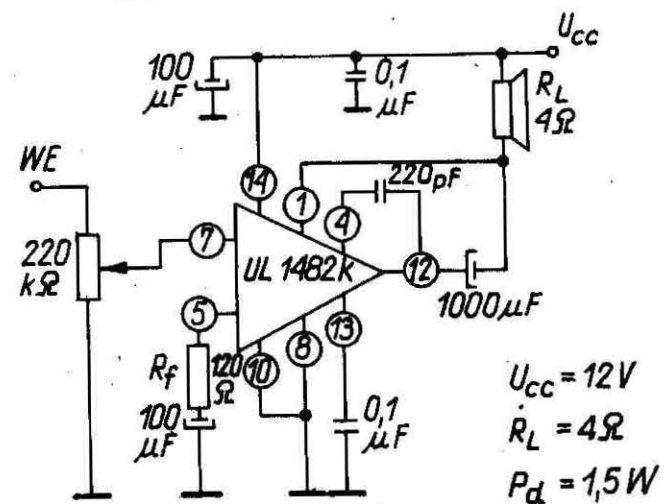 U_cc
100
μF
0,1
μF
R_L
4Ω
WE
14
1
4
220pF
220
kΩ
7
UL 1482K
12
1000μF
5
13
8
10
R_f
120
Ω
100
μF
0,1
μF
U_cc = 12V
R_L = 4Ω
P_d = 1,5W